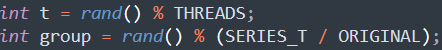 int t = rand() % THREADS;
int group = rand() % (SERIES_T / ORIGINAL);